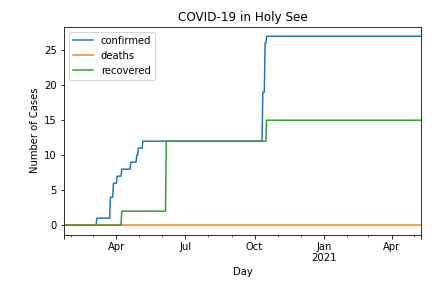 COVID-19 in Holy See
confirmed
deaths
recovered
Number of Cases
25
20
15
10
5
0
Apr Jul Oct Jan Apr
2021
Day